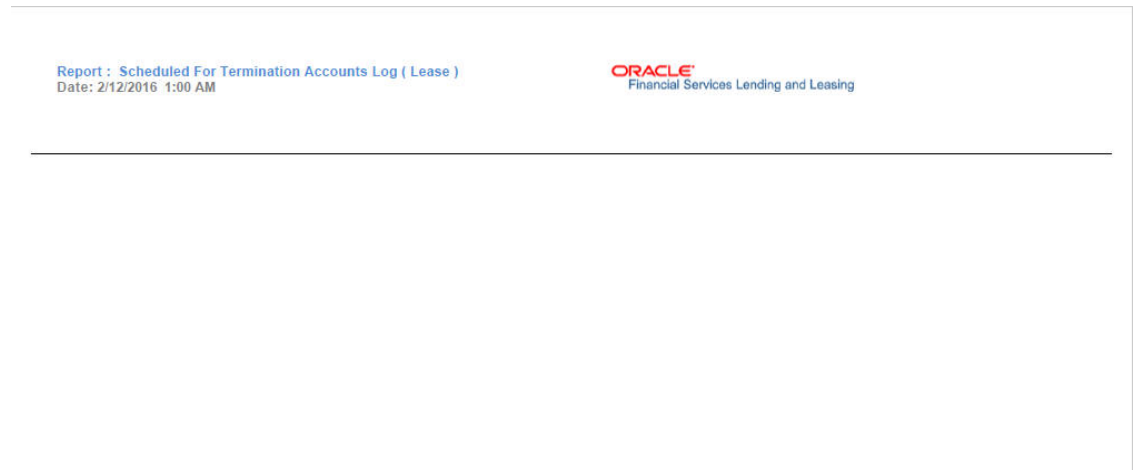 Report : Scheduled For Termination Accounts Log ( Lease )
Date: 2/12/2016 1:00 AM
ORACLE
Financial Services Lending and Leasing